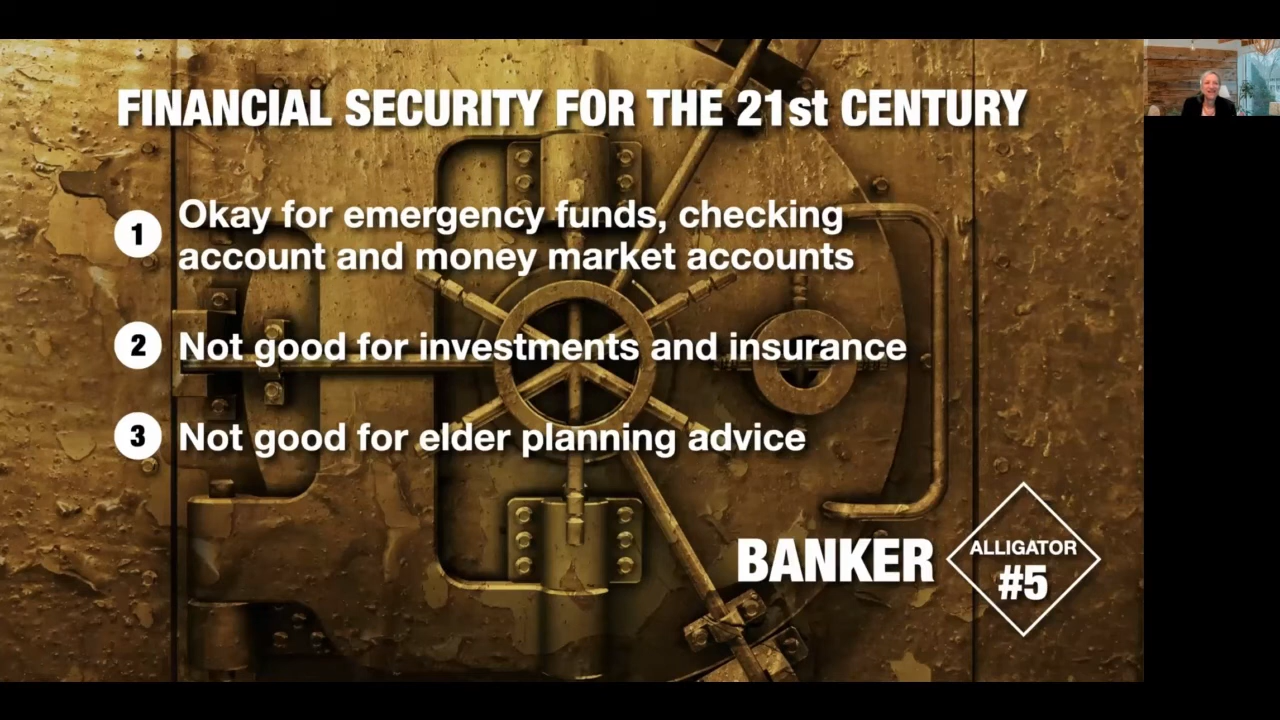 FINANCIAL SECURITY FOR THE 21st CENTURY
1 Okay for emergency funds, checking
account and money market accounts
2 Not good for investments and insurance
3 Not good for elder planning advice
BANKER
ALLIGATOR
#5